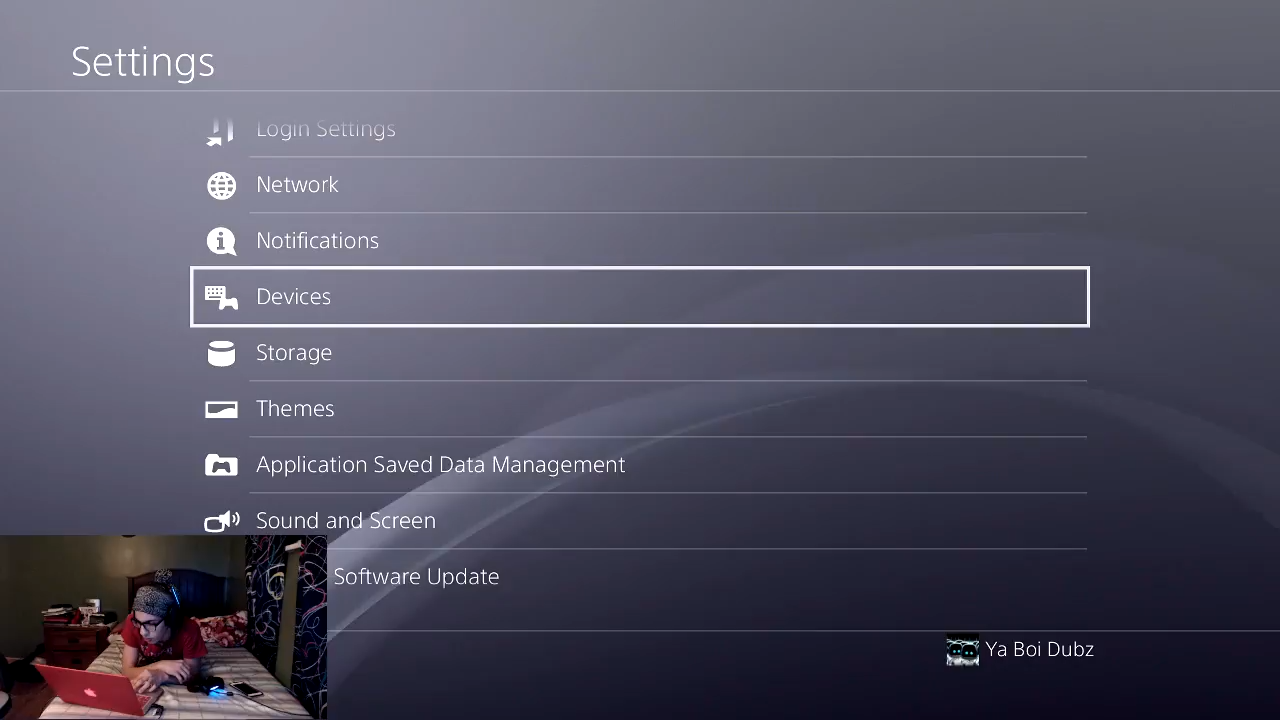 Settings
Login Settings
Network
Notifications
Devices
Storage
Themes
Application Saved Data Management
Sound and Screen
Software Update
Ya Boi Dubz